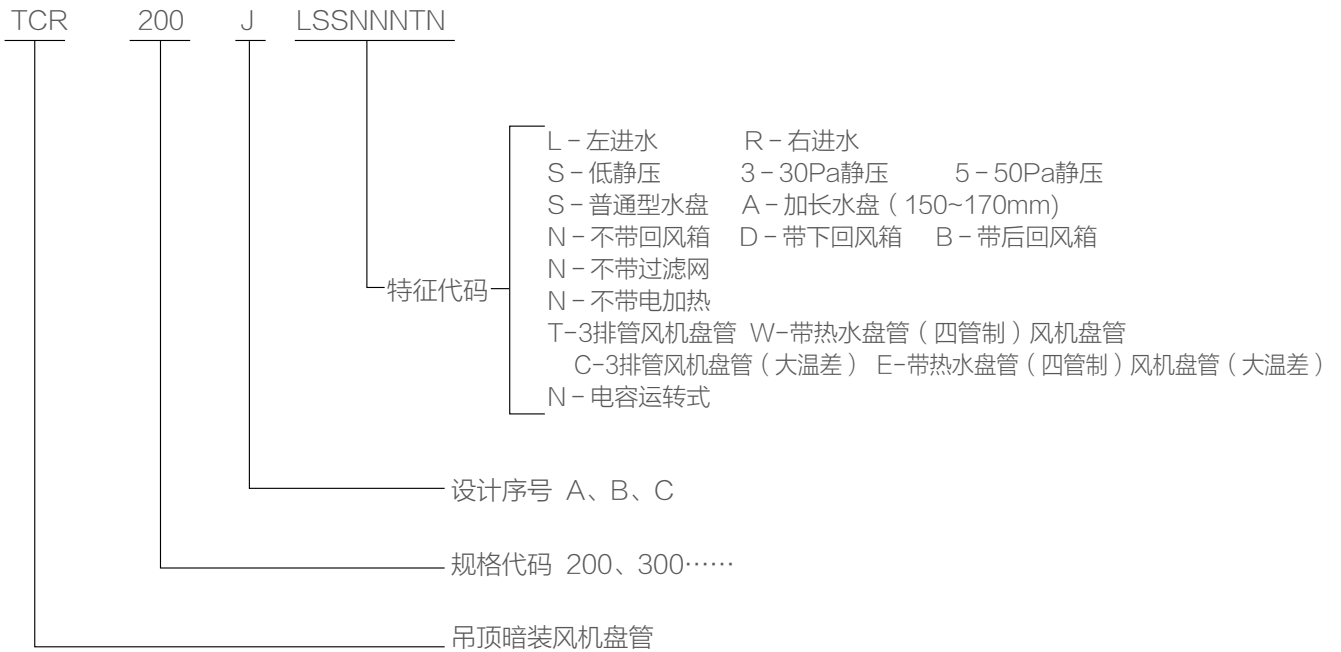 TCR 200 J LSSNNNTN
L-左进水 R-右进水
S-低静压 3-30Pa静压 5-50Pa静压
S-普通型水盘 A-加长水盘（150~170mm)
N-不带回风箱 D-带下回风箱 B-带后回风箱
N-不带过滤网
特征代码
N-不带电加热
T-3排管风机盘管 W-带热水盘管（四管制）风机盘管
C-3排管风机盘管（大温差） E-带热水盘管（四管制）风机盘管（大温差）
N-电容运转式
设计序号 A、B、C
规格代码 200、300……
吊顶暗装风机盘管